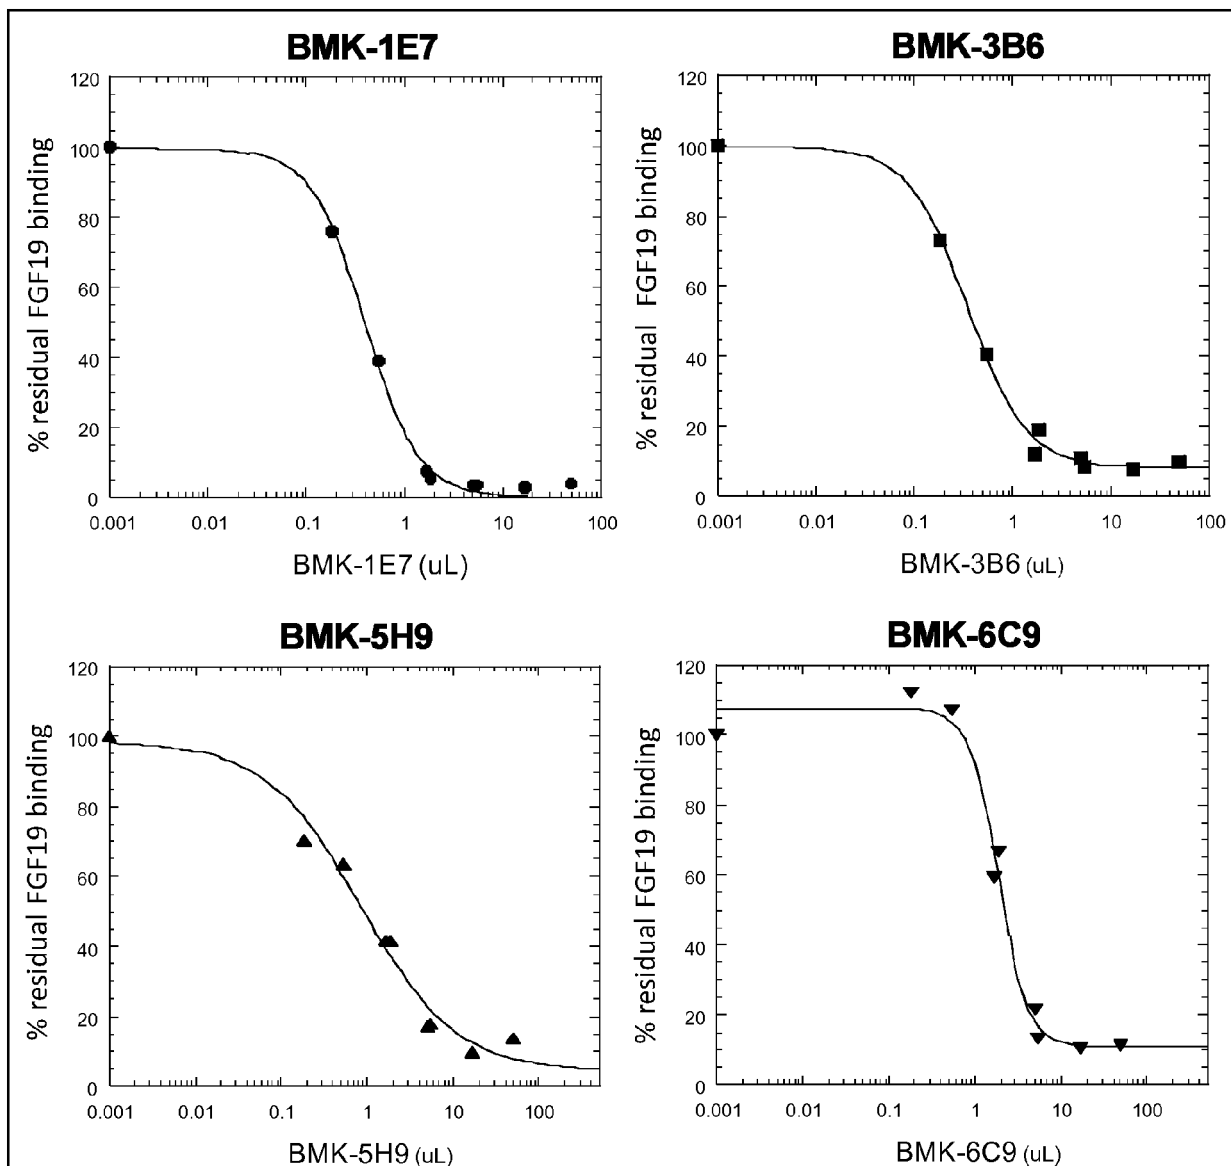 BMK-1E7
120
100
80
60
40
20
0
% residual FGF19 binding
0.001 0.01 0.1 1 10 100
BMK-1E7 (uL)
BMK-3B6
120
100
80
60
40
20
0
% residual FGF19 binding
0.001 0.01 0.1 1 10 100
BMK-3B6 (uL)
BMK-5H9
120
100
80
60
40
20
0
% residual FGF19 binding
0.001 0.01 0.1 1 10 100
BMK-5H9 (uL)
BMK-6C9
120
100
80
60
40
20
0
% residual FGF19 binding
0.001 0.01 0.1 1 10 100
BMK-6C9 (uL)